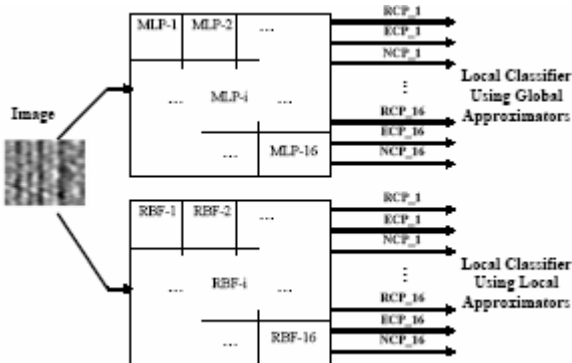 Image
MLP-1 MLP-2 ...
... MLP-i
... MLP-16
RCP_1
ECP_1
NCP_1
⋮
RCP_16
ECP_16
NCP_16
Local Classifier
Using Global
Approximators
RBF-1 RBF-2 ...
... RBF-i
... RBF-16
RCP_1
ECP_1
NCP_1
⋮
RCP_16
ECP_16
NCP_16
Local Classifier
Using Local
Approximators